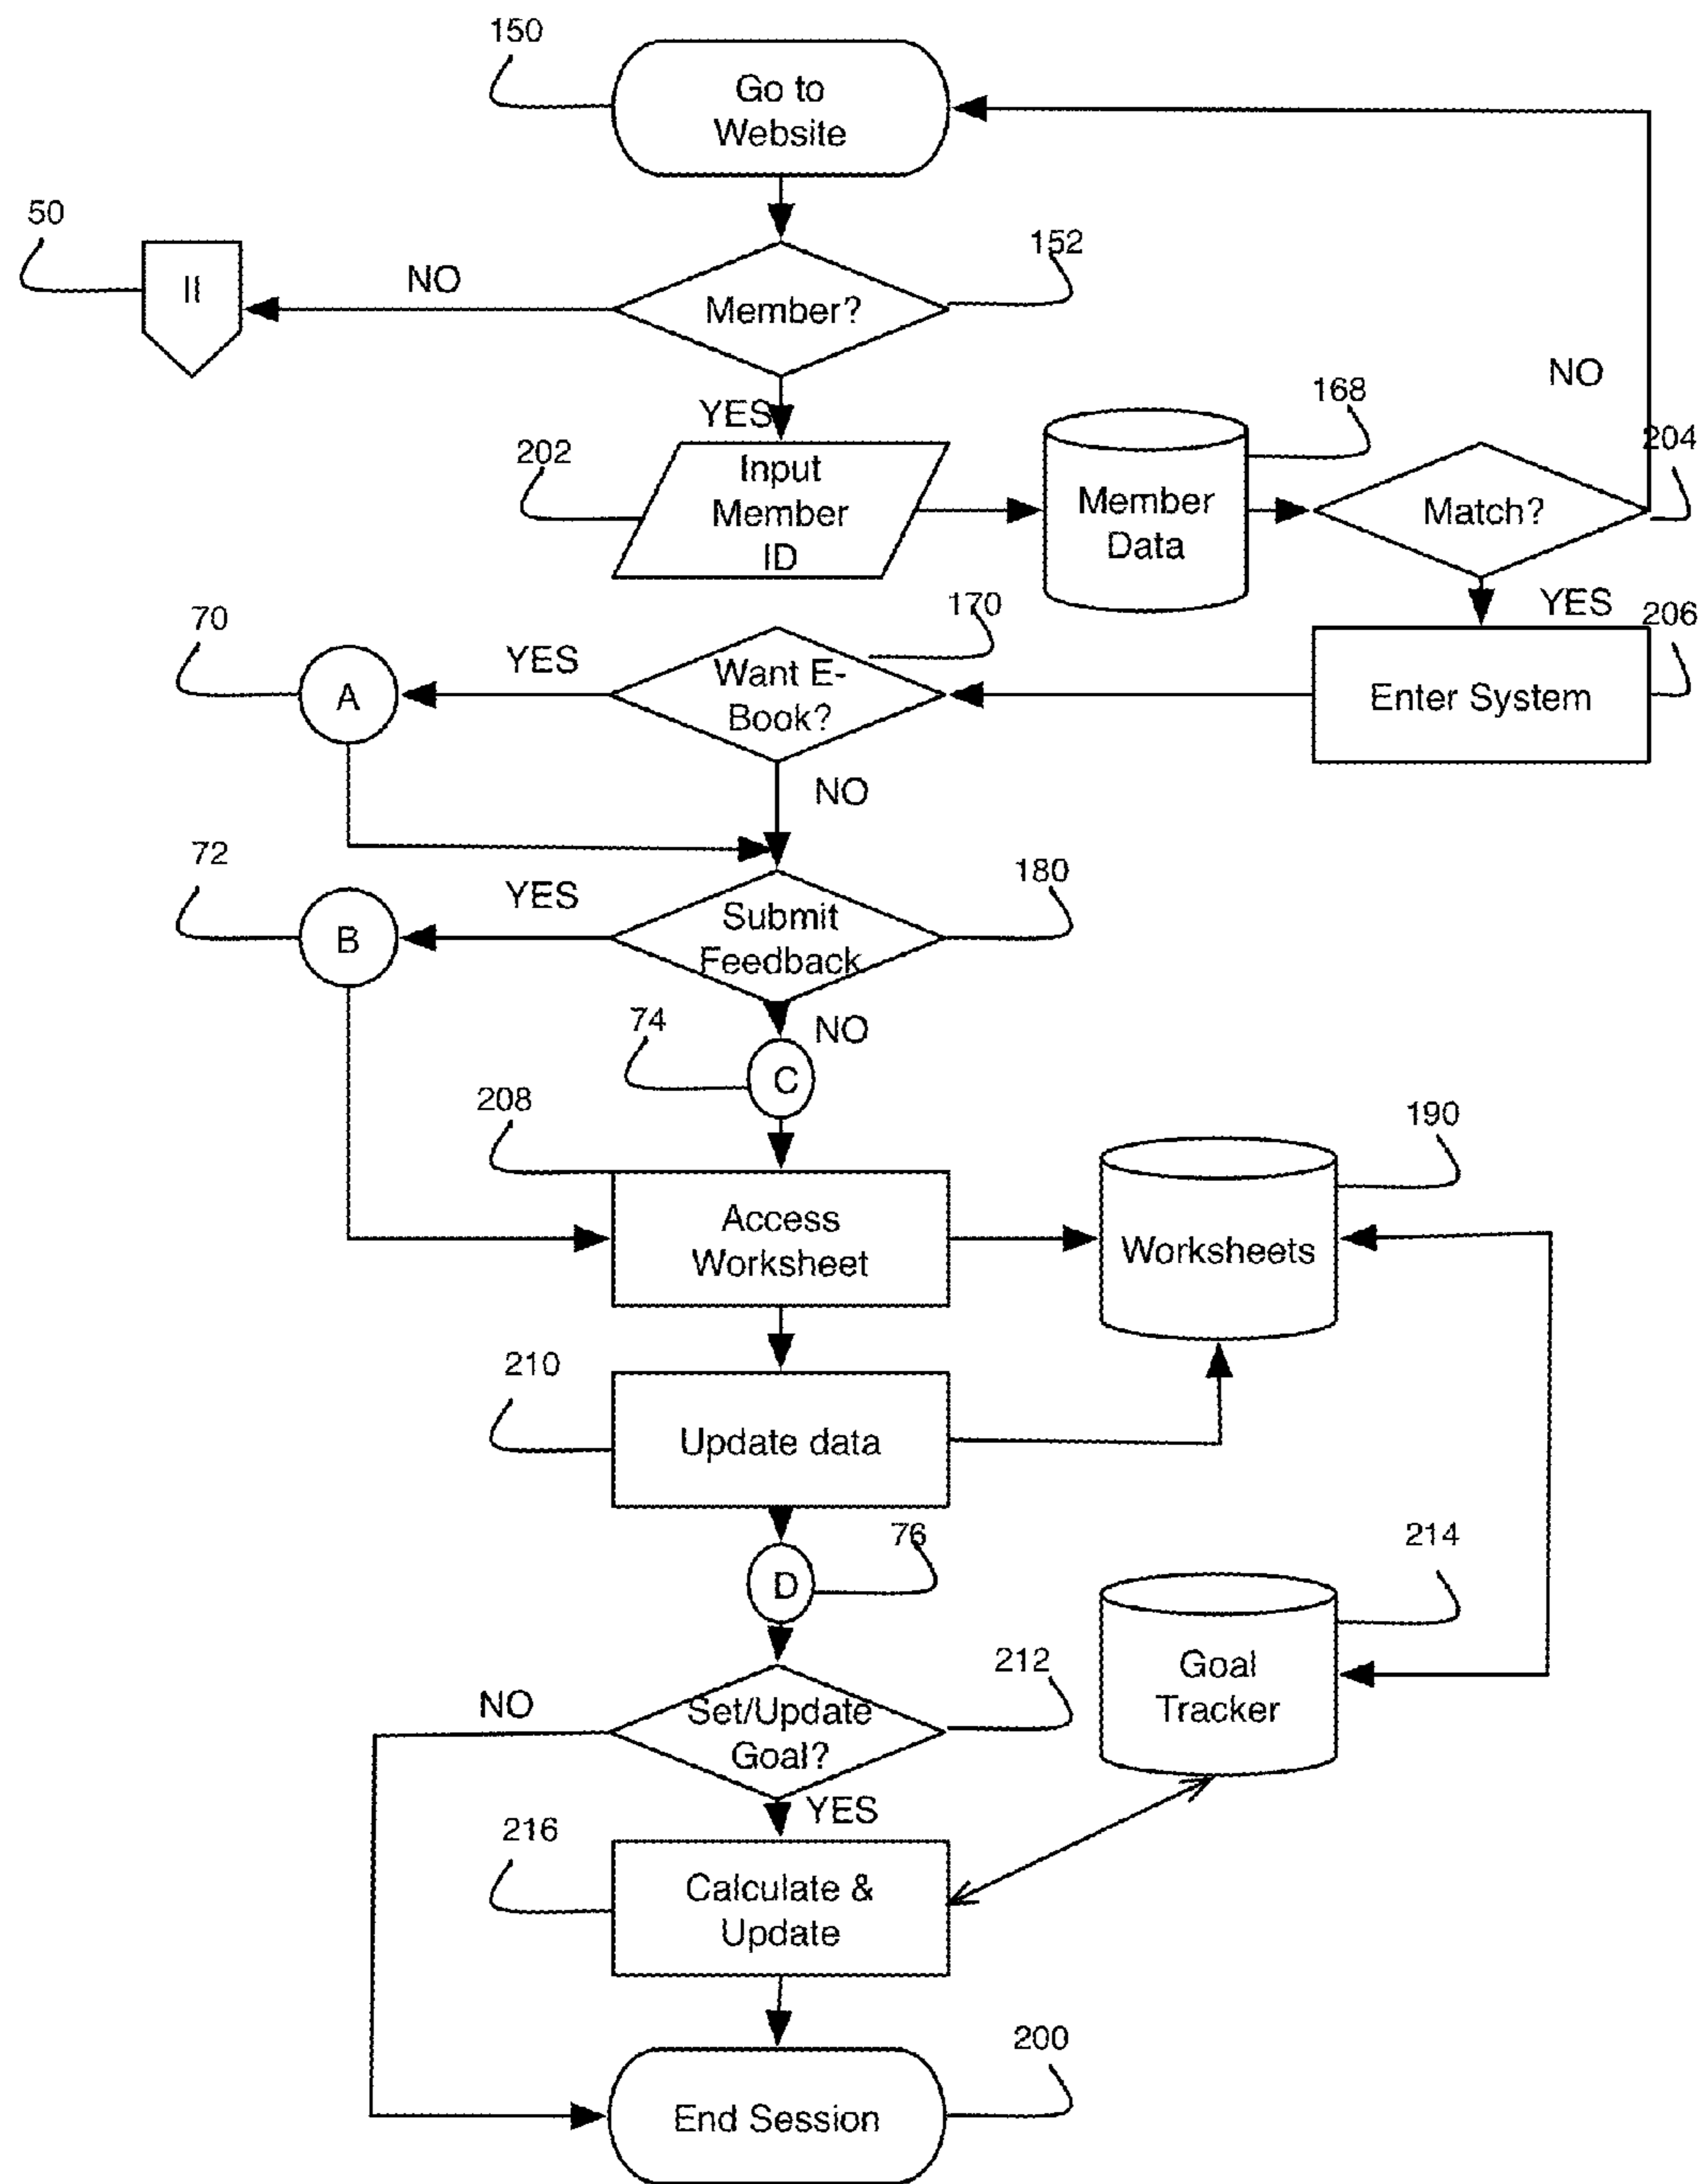 150
Go to
Website
50
II
NO
Member?
152
YES
NO
168
204
202
Input
Member
ID
Member
Data
Match?
YES
206
70
A
YES
170
Want E-
Book?
Enter System
NO
72
B
YES
180
Submit
Feedback
NO
74
C
208
Access
Worksheet
190
Worksheets
210
Update data
76
D
214
Goal
Tracker
212
NO
Set/Update
Goal?
YES
216
Calculate &
Update
200
End Session